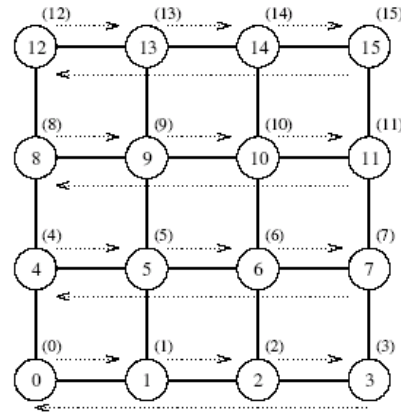 (12) (13) (14) (15)
12 13 14 15
(8) (9) (10) (11)
8 9 10 11
(4) (5) (6) (7)
4 5 6 7
(0) (1) (2) (3)
0 1 2 3